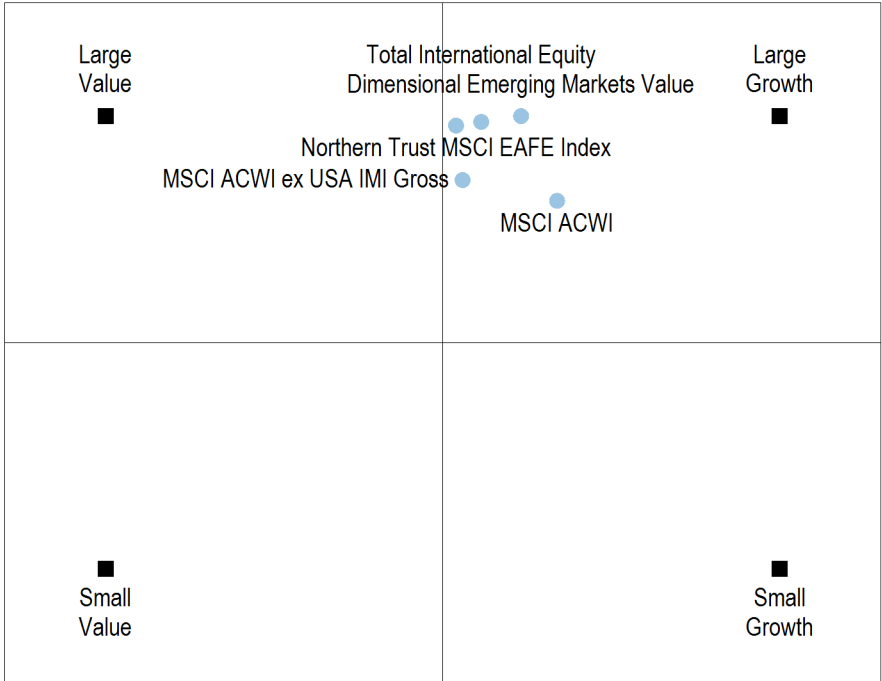 Large
Value
Total International Equity
Dimensional Emerging Markets Value
Large
Growth
Northern Trust MSCI EAFE Index
MSCI ACWI ex USA IMI Gross
MSCI ACWI
Small
Value
Small
Growth